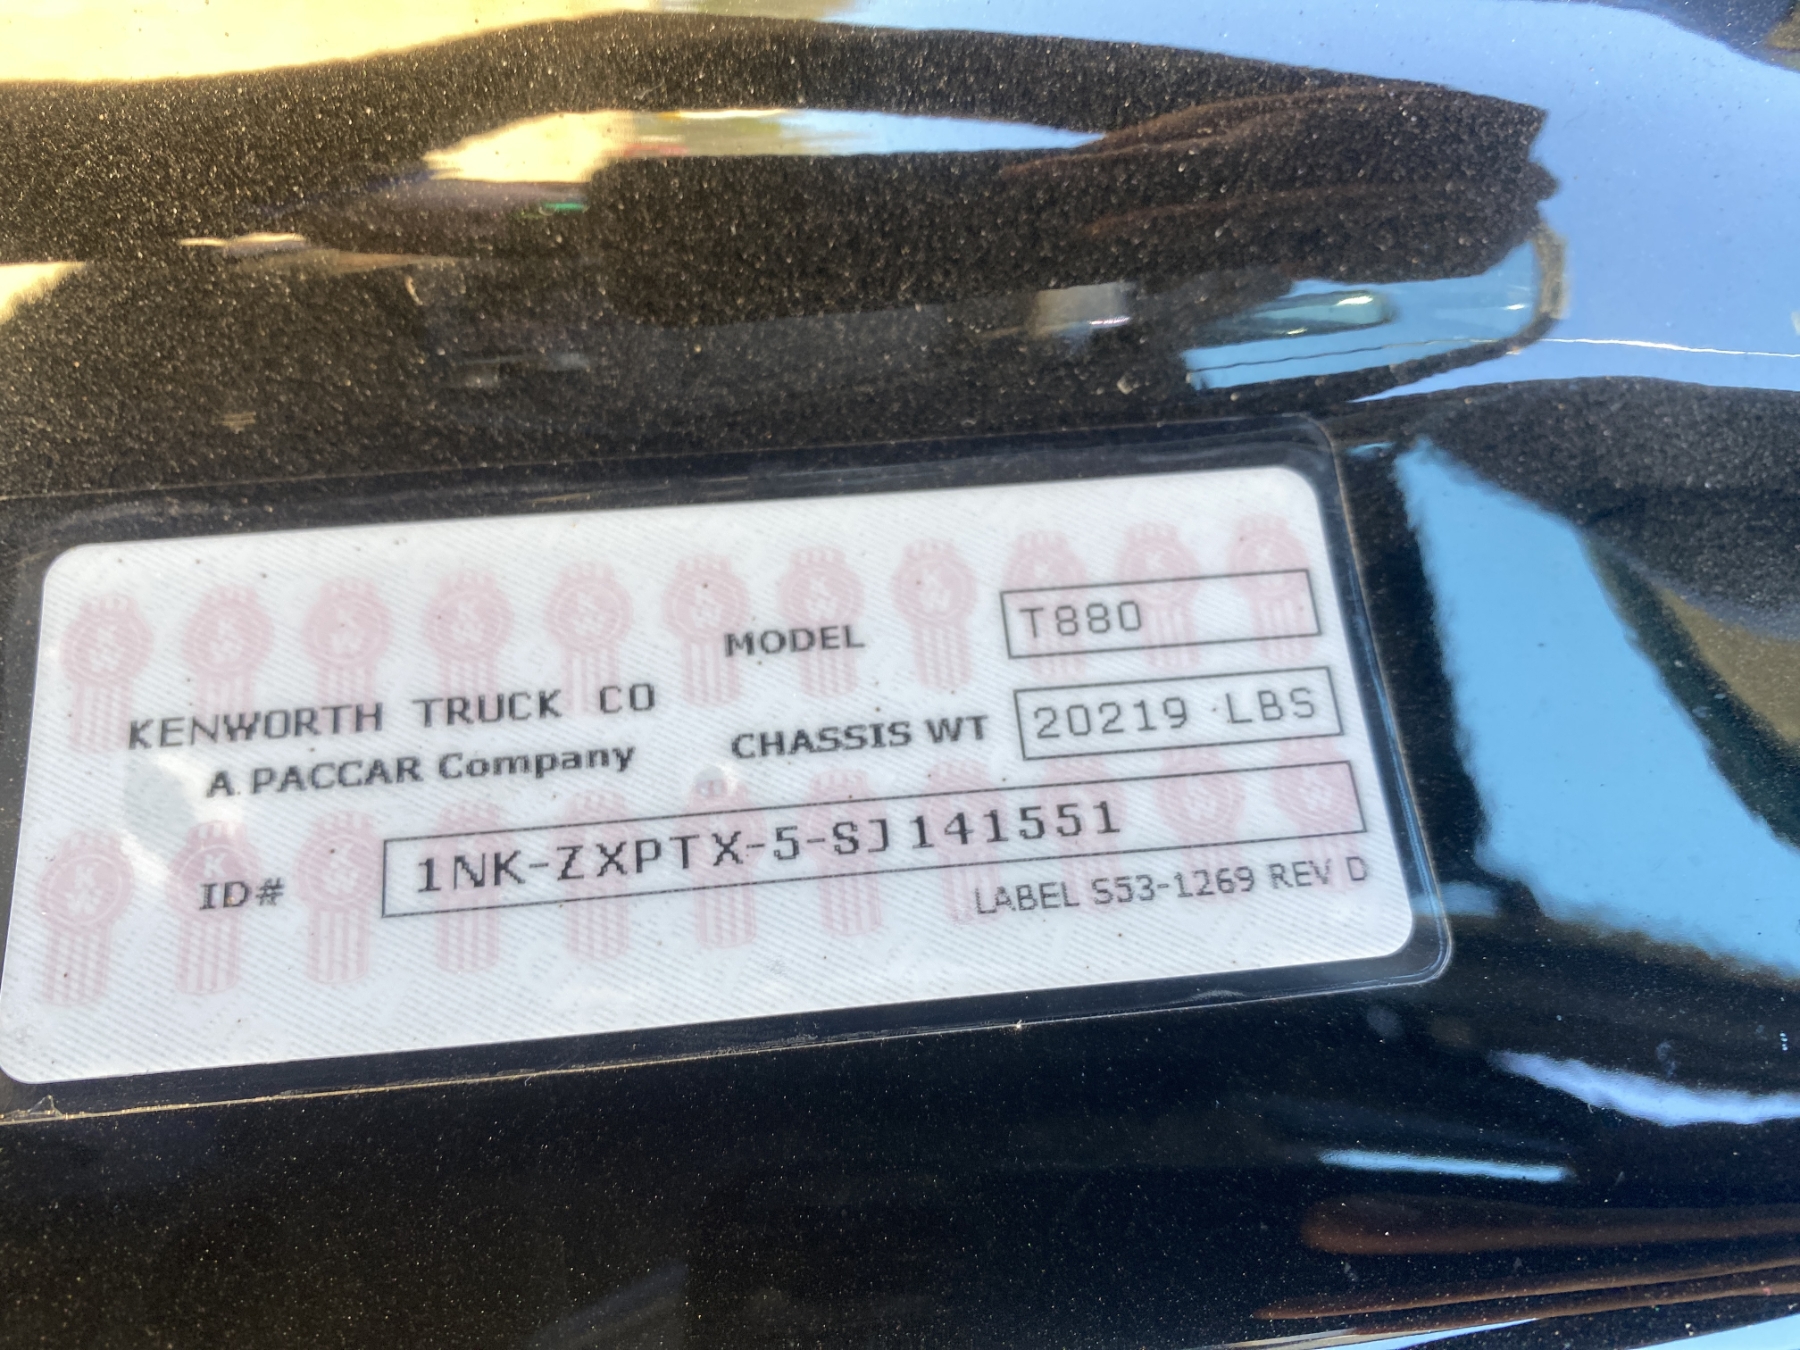 MODEL T880
KENWORTH TRUCK CO
A PACCAR Company
CHASSIS WT 20219 LBS
ID# 1NK-ZXPTX-5-SJ141551
LABEL S53-1269 REV D